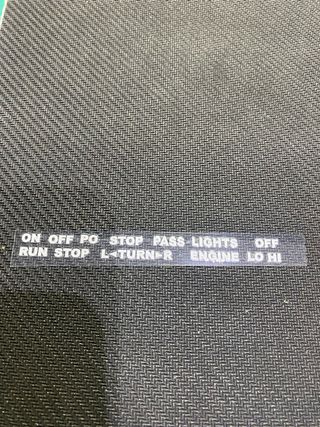 ON OFF PO STOP PASS LIGHTS OFF
RUN STOP L◄TURN►R ENGINE LO HI